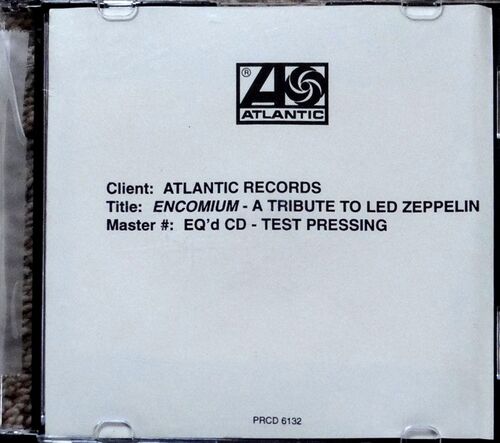 ®
ATLANTIC
Client: ATLANTIC RECORDS
Title: ENCOMIUM - A TRIBUTE TO LED ZEPPELIN
Master #: EQ'd CD - TEST PRESSING
PRCD 6132